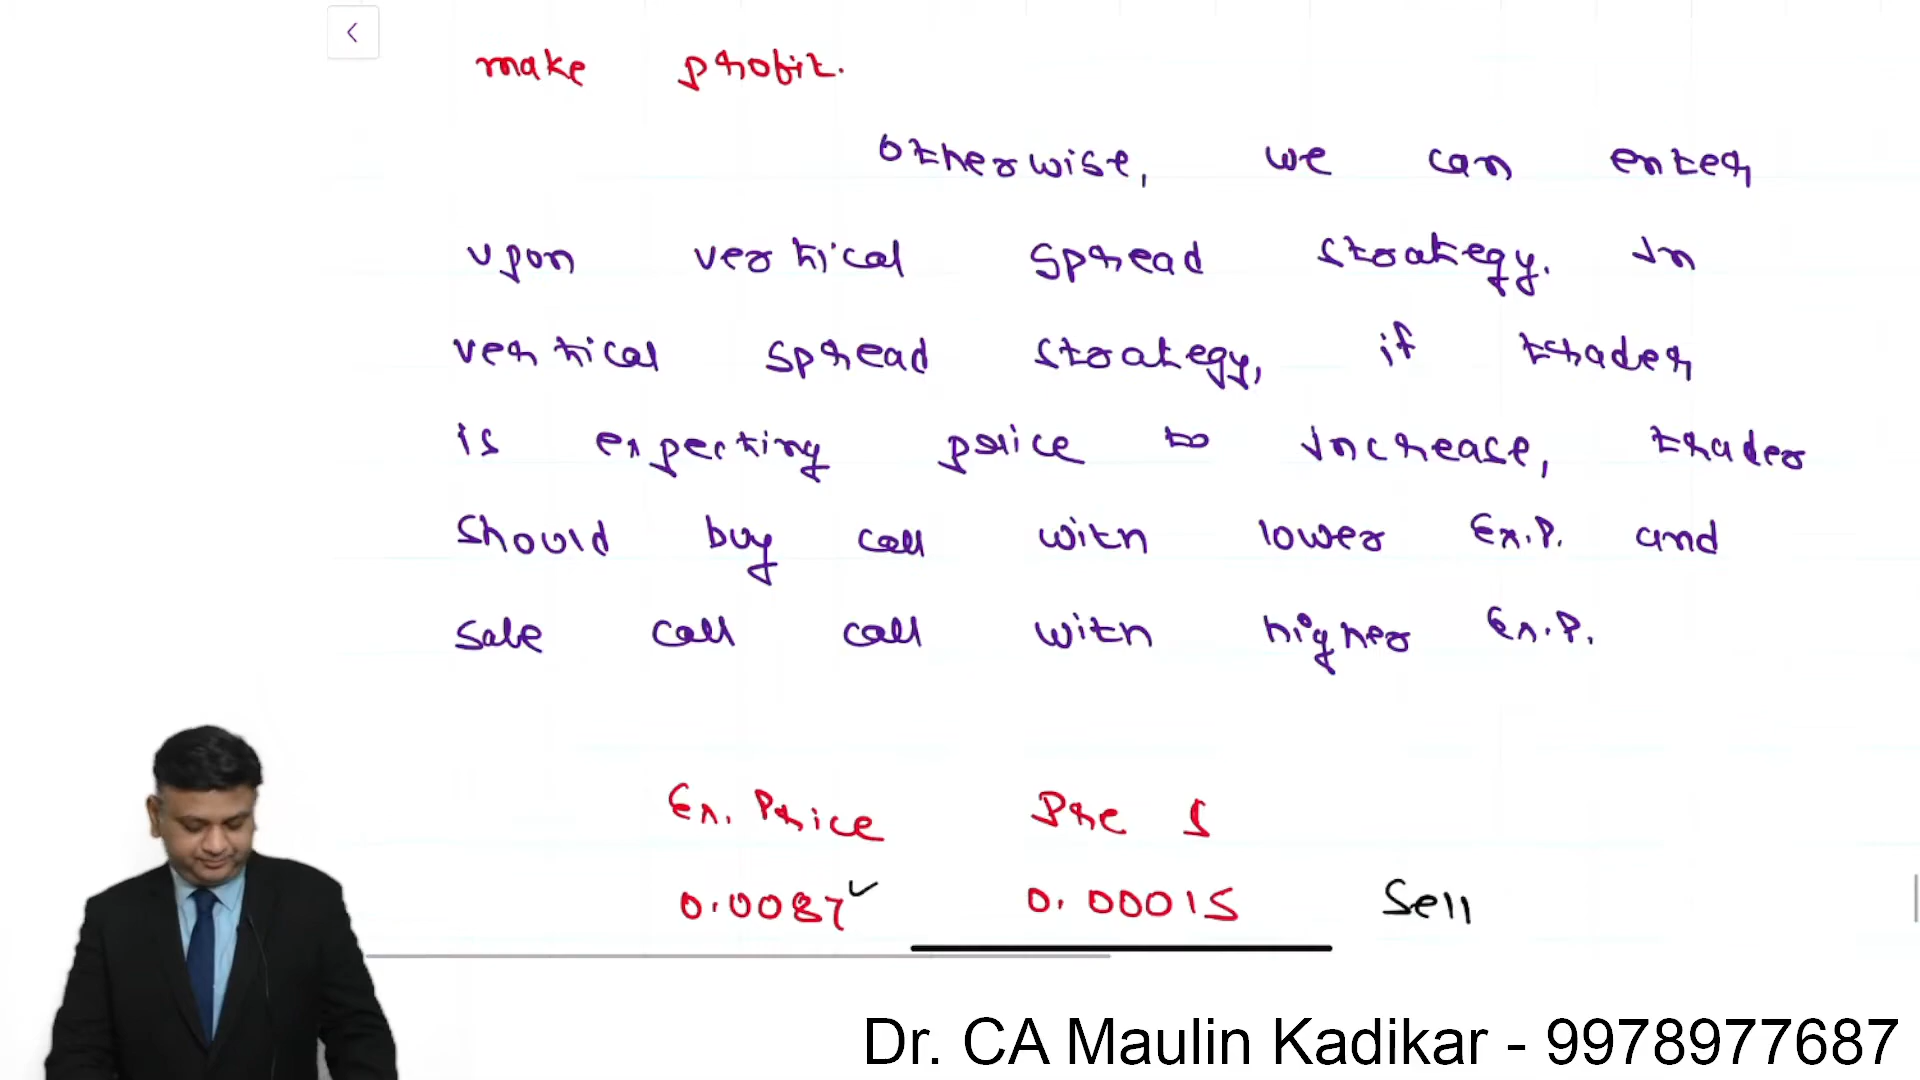 make profit.
Otherwise, we can enter
upon vertical spread strategy. In
vertical spread strategy, if trader
is expecting price to increase, trader
should buy call with lower Ex.P. and
sale call call with higher Ex.P.
Ex. Price Pre S
0.0087 0.00015 Sell
Dr. CA Maulin Kadikar - 9978977687